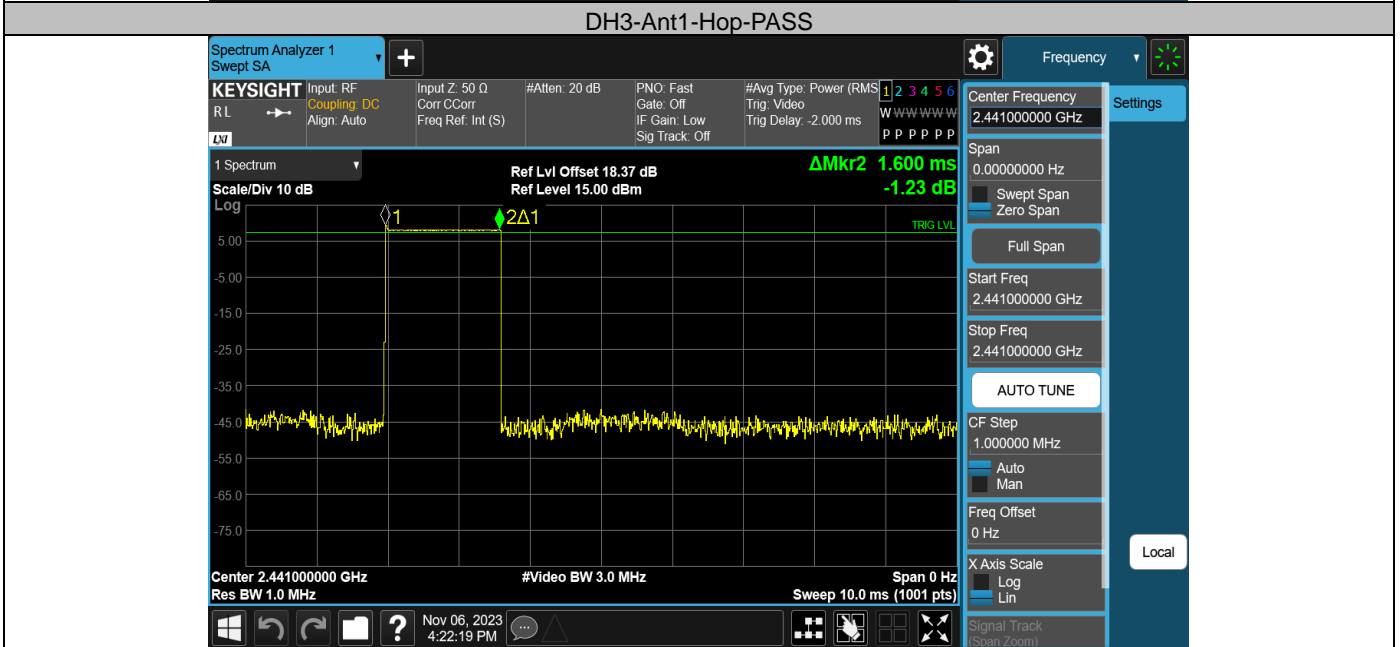 DH3-Ant1-Hop-PASS
Spectrum Analyzer 1
Swept SA
Frequency
KEYSIGHT
R L
LXI
Input: RF
Coupling: DC
Align: Auto
Input Z: 50 Ω
Corr CCorr
Freq Ref: Int (S)
#Atten: 20 dB
PNO: Fast
Gate: Off
IF Gain: Low
Sig Track: Off
#Avg Type: Power (RMS
Trig: Video
Trig Delay: -2.000 ms
1 2 3 4 5 6
W W W W W W
P P P P P P
1 Spectrum
Scale/Div 10 dB
Log
Ref Lvl Offset 18.37 dB
Ref Level 15.00 dBm
ΔMkr2 1.600 ms
-1.23 dB
1
2Δ1
TRIG LVL
5.00
-5.00
-15.0
-25.0
-35.0
-45.0
-55.0
-65.0
-75.0
Center 2.441000000 GHz
#Video BW 3.0 MHz
Span 0 Hz
Res BW 1.0 MHz
Sweep 10.0 ms (1001 pts)
Nov 06, 2023
4:22:19 PM
Center Frequency
2.441000000 GHz
Settings
Span
0.00000000 Hz
Swept Span
Zero Span
Full Span
Start Freq
2.441000000 GHz
Stop Freq
2.441000000 GHz
AUTO TUNE
CF Step
1.000000 MHz
Auto
Man
Freq Offset
0 Hz
X Axis Scale
Log
Lin
Local
Signal Track
(Span Zoom)